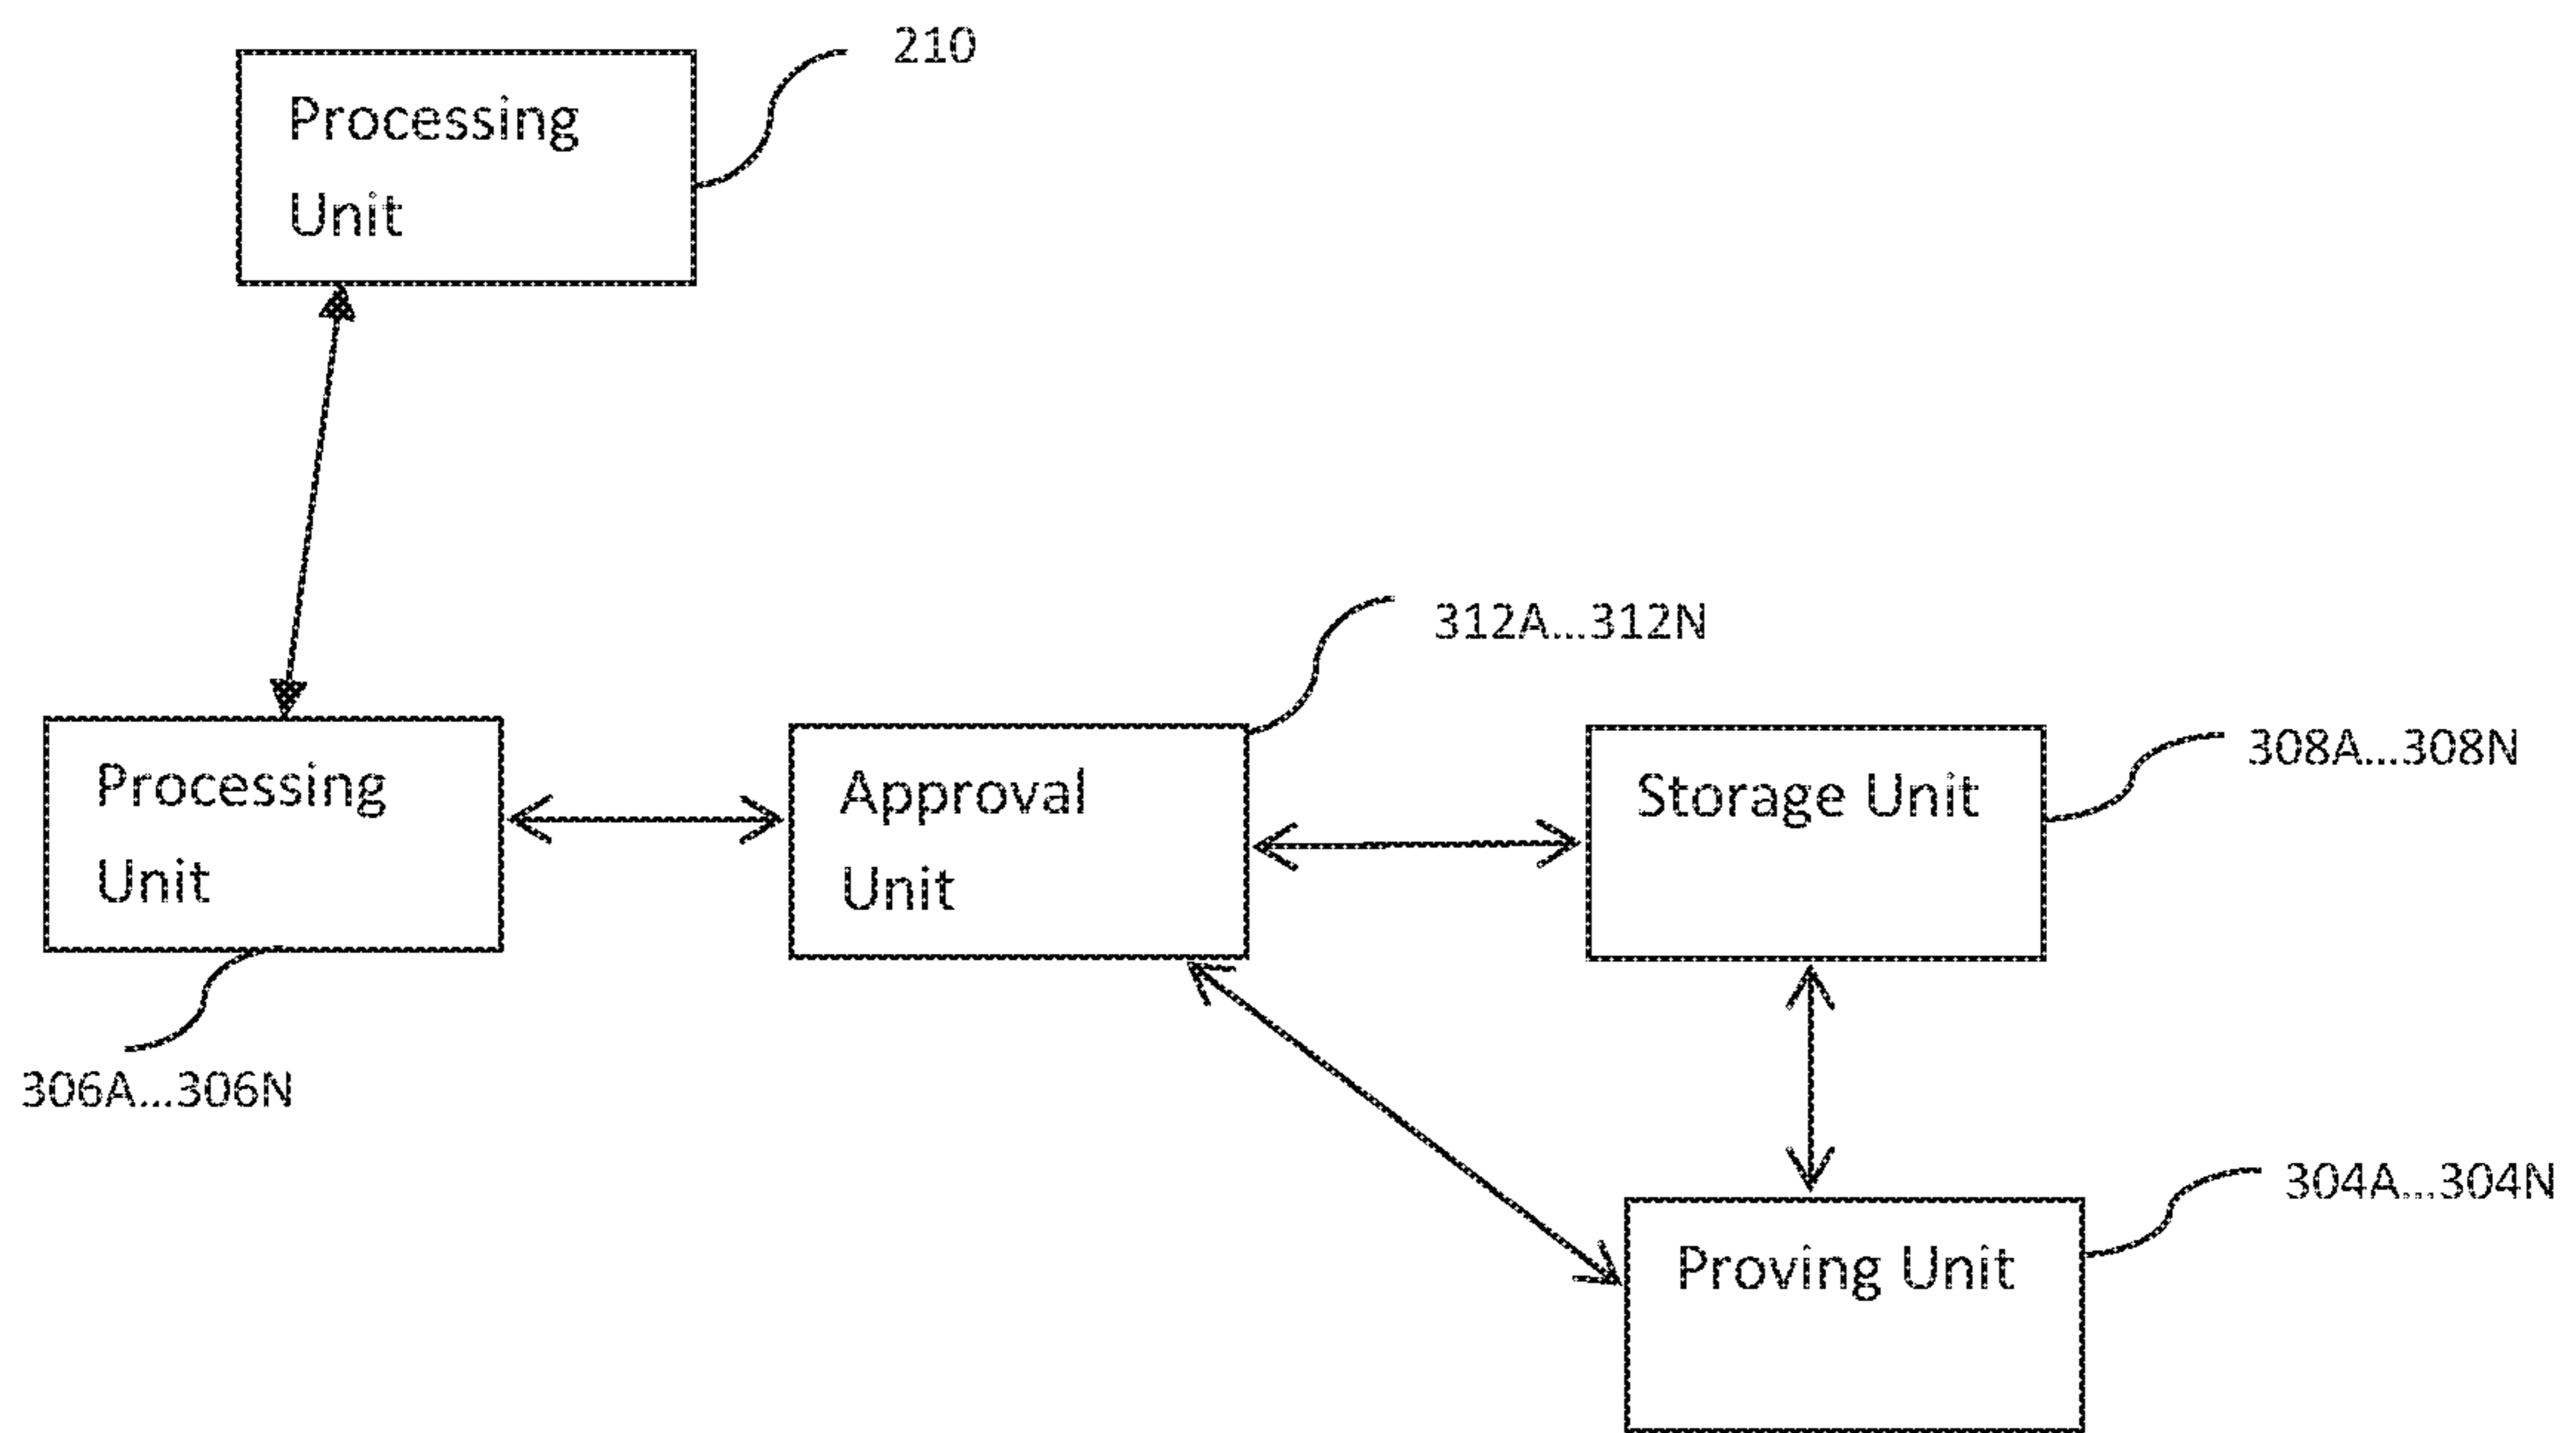 210
Processing
Unit
312A...312N
Processing
Unit
Approval
Unit
Storage Unit
308A...308N
306A...306N
304A...304N
Proving Unit